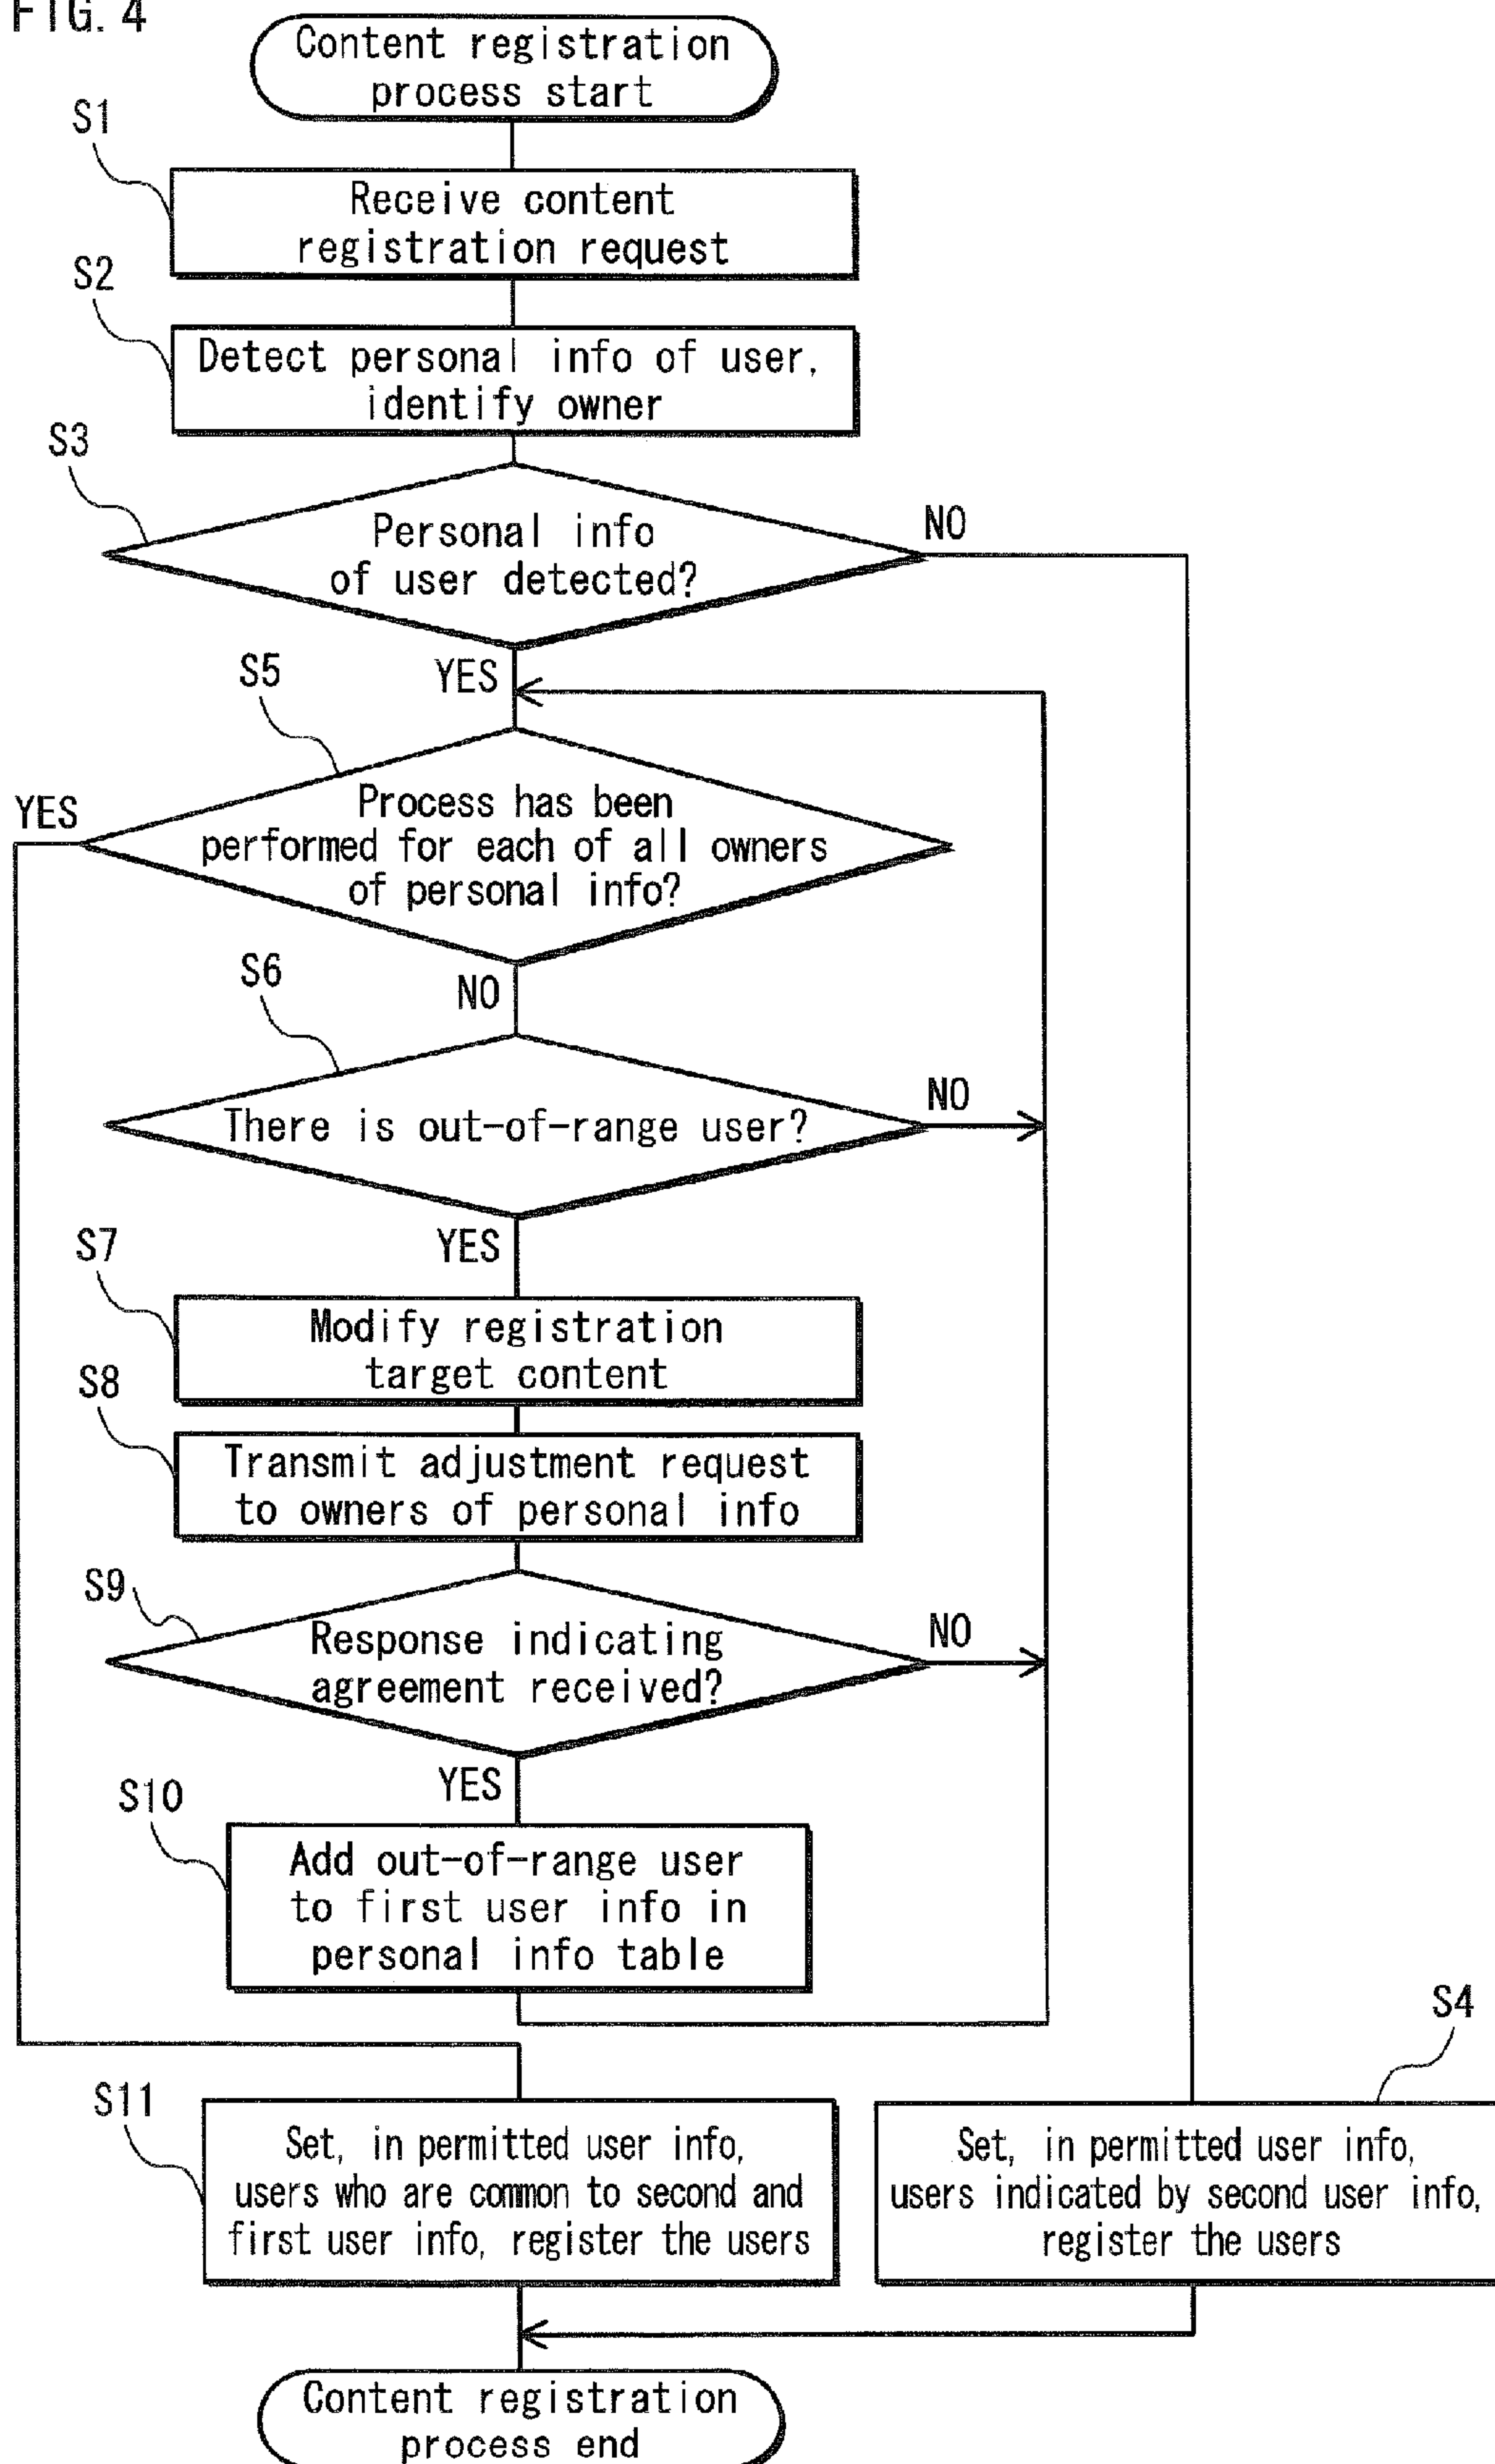 FIG. 4
Content registration
process start
S1
Receive content
registration request
S2
Detect personal info of user,
identify owner
S3
Personal info
of user detected?
NO
YES
S5
Process has been
performed for each of all owners
of personal info?
YES
NO
S6
There is out-of-range user?
NO
YES
S7
Modify registration
target content
S8
Transmit adjustment request
to owners of personal info
S9
Response indicating
agreement received?
NO
YES
S10
Add out-of-range user
to first user info in
personal info table
S11
Set, in permitted user info,
users who are common to second and
first user info, register the users
S4
Set, in permitted user info,
users indicated by second user info,
register the users
Content registration
process end